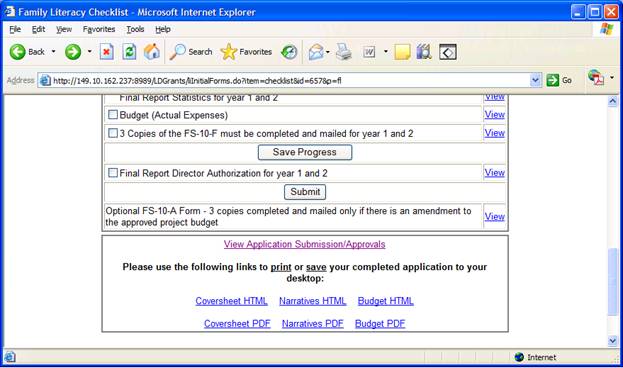 Family Literacy Checklist - Microsoft Internet Explorer
File Edit View Favorites Tools Help
Back Search Favorites W
Address http://149.10.162.237:8989/LDGrants/liInitialForms.do?item=checklist&id=657&p=fl Go
Final Report Statistics for year 1 and 2 View
Budget (Actual Expenses) View
3 Copies of the FS-10-F must be completed and mailed for year 1 and 2 View
Save Progress
Final Report Director Authorization for year 1 and 2 View
Submit
Optional FS-10-A Form - 3 copies completed and mailed only if there is an amendment to
the approved project budget View
View Application Submission/Approvals
Please use the following links to print or save your completed application to your
desktop:
Coversheet HTML Narratives HTML Budget HTML
Coversheet PDF Narratives PDF Budget PDF
Internet